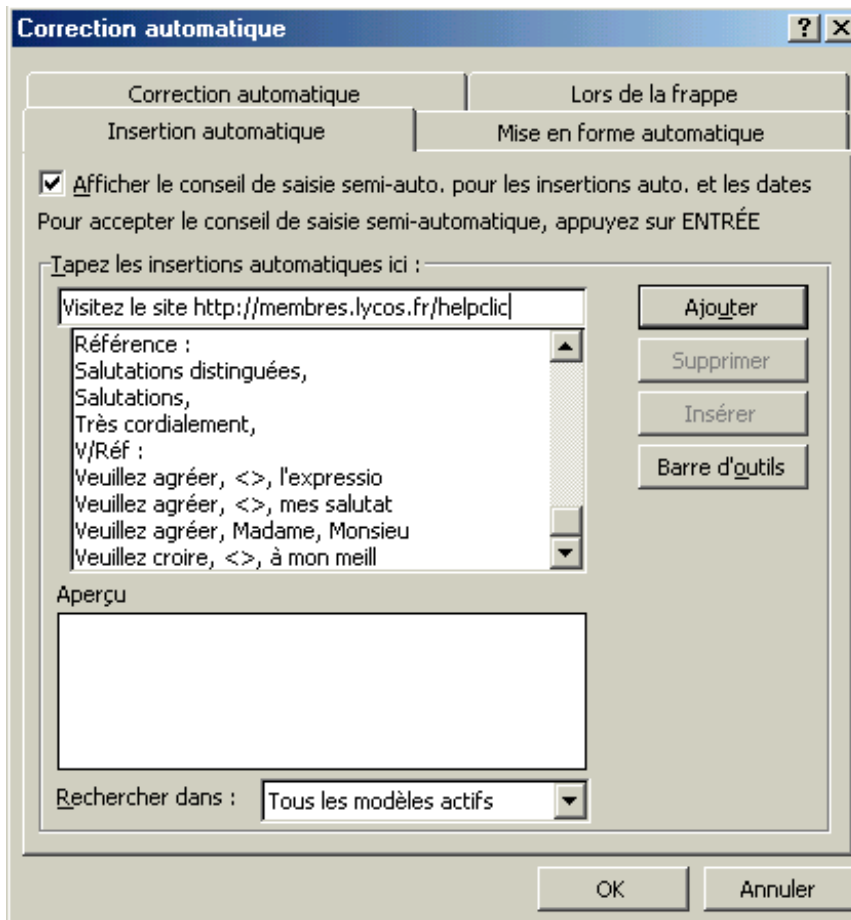 Correction automatique
Correction automatique
Lors de la frappe
Insertion automatique
Mise en forme automatique
Afficher le conseil de saisie semi-auto. pour les insertions auto. et les dates
Pour accepter le conseil de saisie semi-automatique, appuyez sur ENTRÉE
Tapez les insertions automatiques ici :
Visitez le site http://membres.lycos.fr/helpclic
Ajouter
Référence :
Salutations distinguées,
Salutations,
Très cordialement,
V/Réf :
Veuillez agréer, <>, l'expressio
Veuillez agréer, <>, mes salutat
Veuillez agréer, Madame, Monsieu
Veuillez croire, <>, à mon meill
Supprimer
Insérer
Barre d'outils
Aperçu
Rechercher dans :
Tous les modèles actifs
OK
Annuler